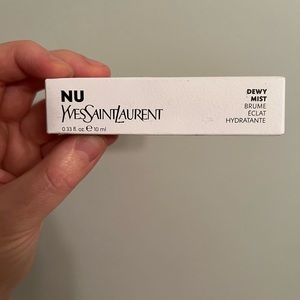 NU
YVESSAINTLAURENT
0.33 fl. oz. ℮ 10 ml
DEWY
MIST
BRUME
ÉCLAT
HYDRATANTE